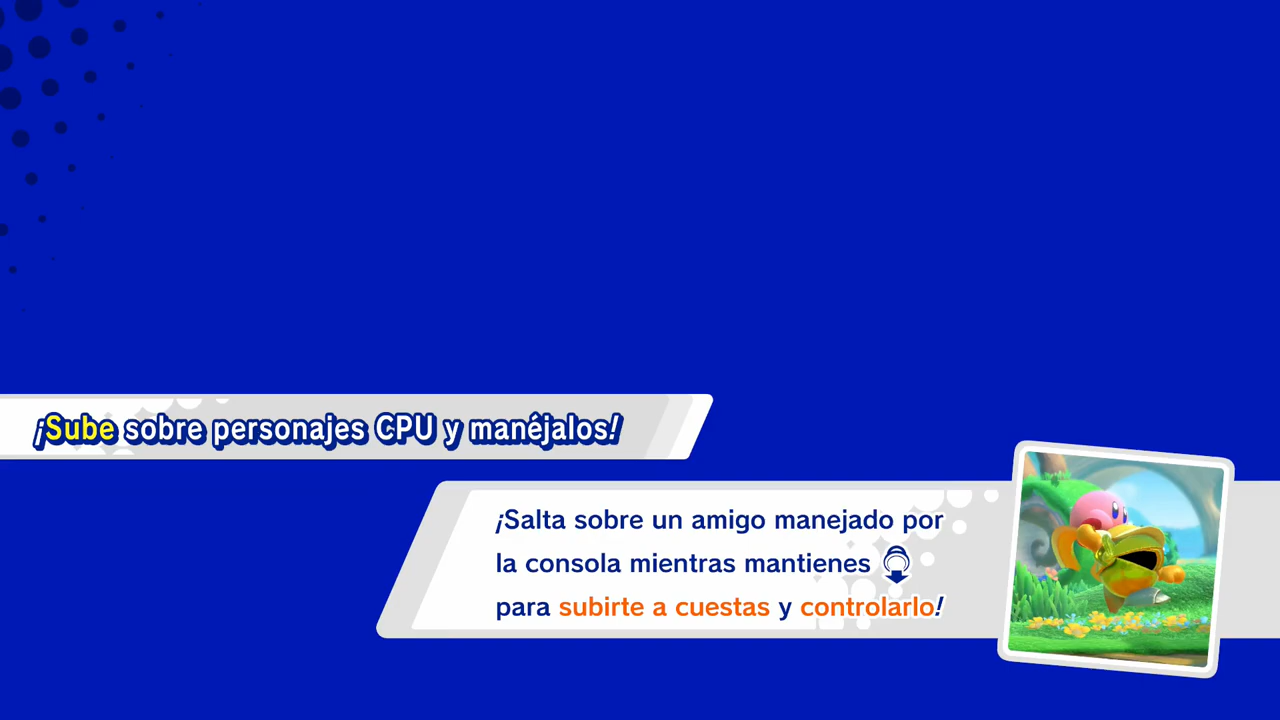 ¡Sube sobre personajes CPU y manéjalos!
¡Salta sobre un amigo manejado por
la consola mientras mantienes
para subirte a cuestas y controlarlo!